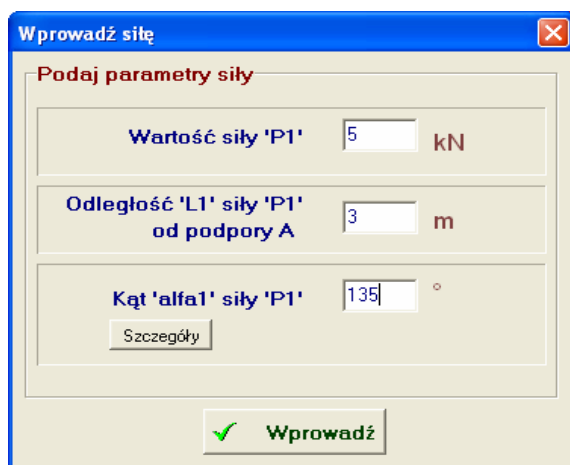 Wprowadź siłę
Podaj parametry siły
Wartość siły 'P1' 5 kN
Odległość 'L1' siły 'P1'
od podpory A 3 m
Kąt 'alfa1' siły 'P1' 135 °
Szczegóły
Wprowadź